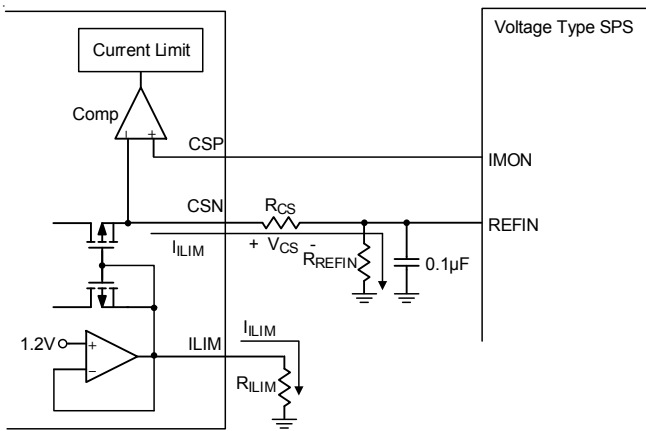 Voltage Type SPS
Current Limit
Comp
- +
CSP
IMON
CSN
RCS
REFIN
IILIM
+ VCS -
RREFIN
0.1µF
1.2V
+
-
ILIM
IILIM
RILIM